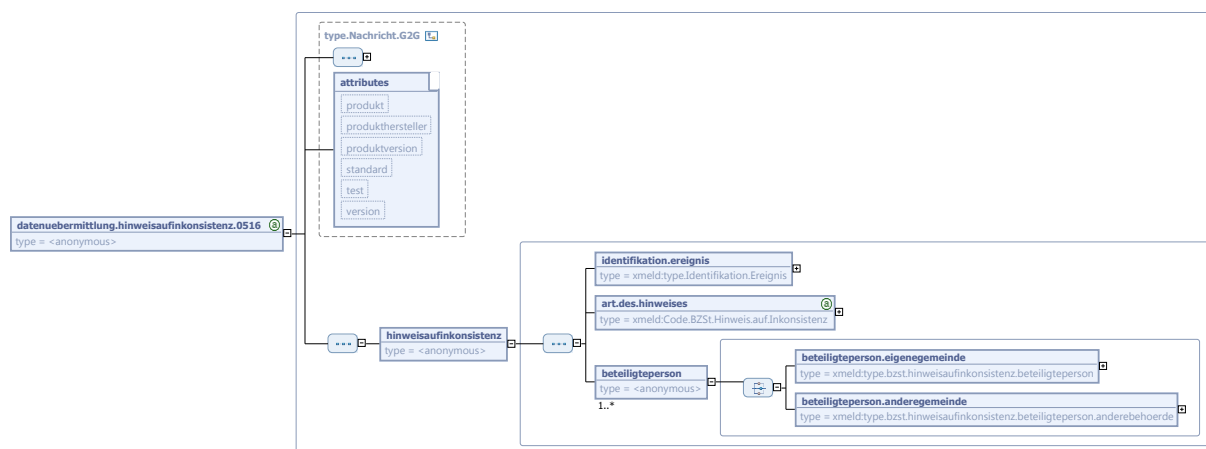 type.Nachricht.G2G
attributes
produkt
produkthersteller
produktversion
standard
test
version
datenuebermittlung.hinweisaufinkonsistenz.0516 a
type = <anonymous>
hinweisaufinkonsistenz
type = <anonymous>
identifikation.ereignis
type = xmeld:type.Identifikation.Ereignis
art.des.hinweises a
type = xmeld:Code.BZSt.Hinweis.auf.Inkonsistenz
beteiligteperson
type = <anonymous>
1..*
beteiligteperson.eigenegemeinde
type = xmeld:type.bzst.hinweisaufinkonsistenz.beteiligteperson
beteiligteperson.anderegemeinde
type = xmeld:type.bzst.hinweisaufinkonsistenz.beteiligteperson.anderebehoerde